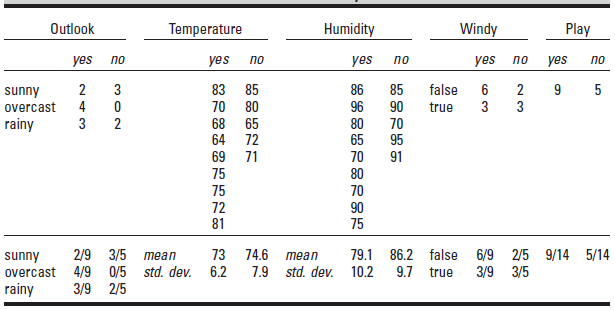 Outlook Temperature Humidity Windy Play
yes no yes no yes no yes no yes no
sunny 2 3 83 85 86 85 false 6 2 9 5
overcast 4 0 70 80 96 90 true 3 3
rainy 3 2 68 65 80 70
64 72 65 95
69 71 70 91
75 80
75 70
72 90
81 75
sunny 2/9 3/5 mean 73 74.6 mean 79.1 86.2 false 6/9 2/5 9/14 5/14
overcast 4/9 0/5 std. dev. 6.2 7.9 std. dev. 10.2 9.7 true 3/9 3/5
rainy 3/9 2/5